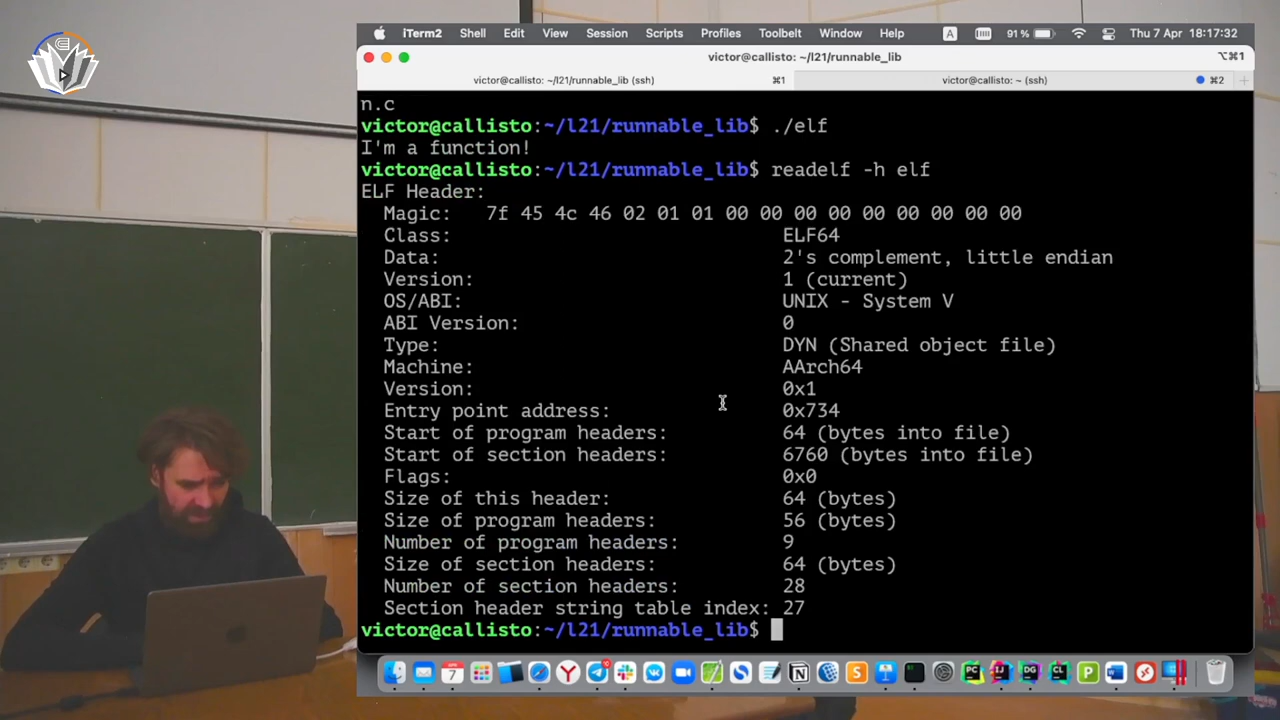 iTerm2 Shell Edit View Session Scripts Profiles Toolbelt Window Help A 91% Thu 7 Apr 18:17:32
victor@callisto: ~/l21/runnable_lib ⌥⌘1
victor@callisto: ~/l21/runnable_lib (ssh) ⌘1 victor@callisto: ~ (ssh) ⌘2 +
n.c
victor@callisto:~/l21/runnable_lib$ ./elf
I'm a function!
victor@callisto:~/l21/runnable_lib$ readelf -h elf
ELF Header:
Magic: 7f 45 4c 46 02 01 01 00 00 00 00 00 00 00 00 00
Class: ELF64
Data: 2's complement, little endian
Version: 1 (current)
OS/ABI: UNIX - System V
ABI Version: 0
Type: DYN (Shared object file)
Machine: AArch64
Version: 0x1
Entry point address: 0x734
Start of program headers: 64 (bytes into file)
Start of section headers: 6760 (bytes into file)
Flags: 0x0
Size of this header: 64 (bytes)
Size of program headers: 56 (bytes)
Number of program headers: 9
Size of section headers: 64 (bytes)
Number of section headers: 28
Section header string table index: 27
victor@callisto:~/l21/runnable_lib$